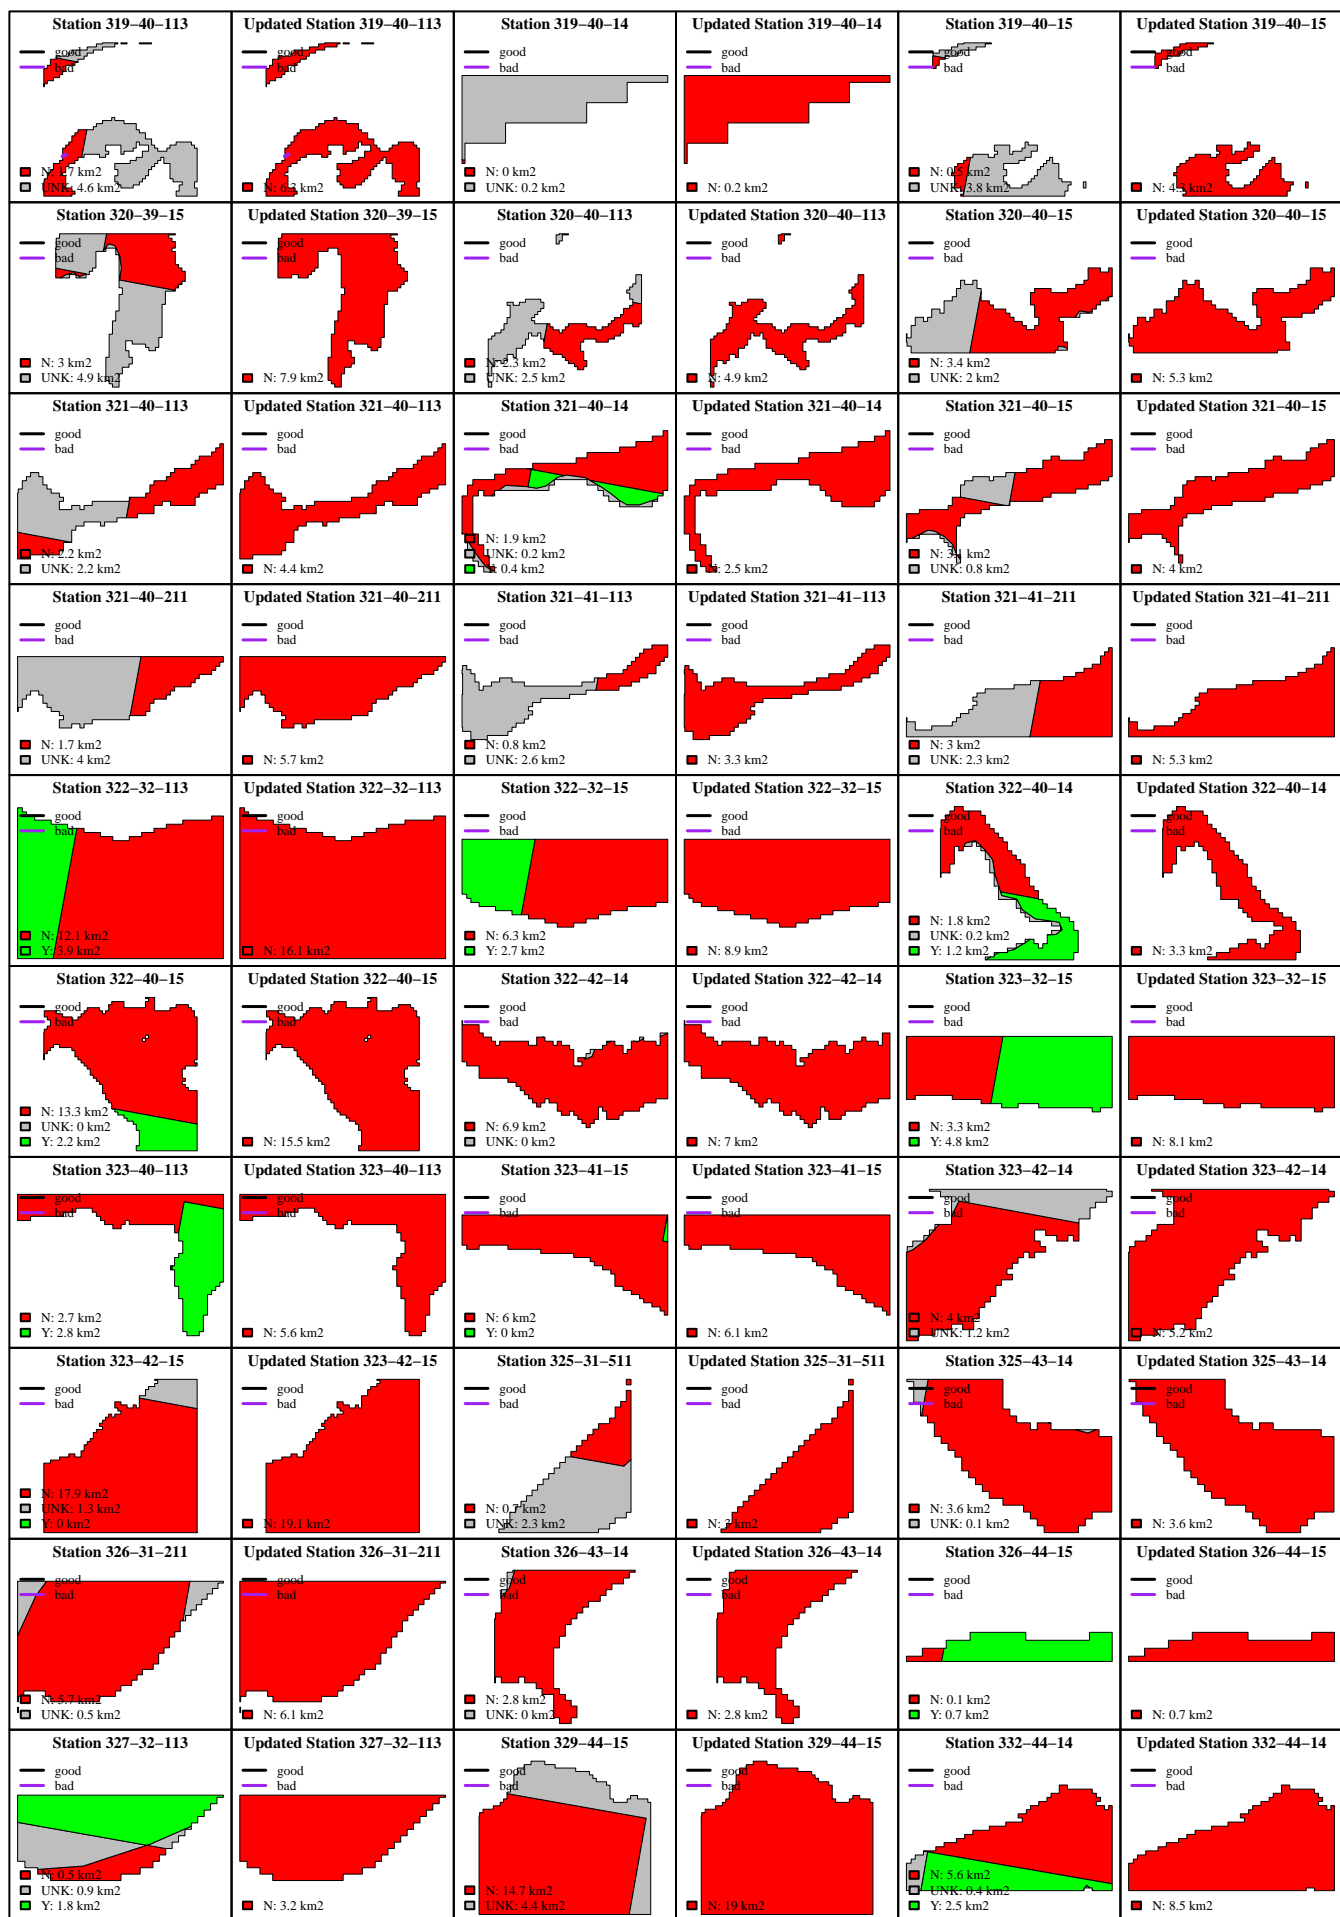 Station 319–40–113
good
bad
N: 1.7 km2
UNK: 4.6 km2
Updated Station 319–40–113
good
bad
N: 6.3 km2
Station 319–40–14
good
bad
N: 0 km2
UNK: 0.2 km2
Updated Station 319–40–14
good
bad
N: 0.2 km2
Station 319–40–15
good
bad
N: 0.5 km2
UNK: 3.8 km2
Updated Station 319–40–15
good
bad
N: 4.3 km2
Station 320–39–15
good
bad
N: 3 km2
UNK: 4.9 km2
Updated Station 320–39–15
good
bad
N: 7.9 km2
Station 320–40–113
good
bad
N: 2.3 km2
UNK: 2.5 km2
Updated Station 320–40–113
good
bad
N: 4.9 km2
Station 320–40–15
good
bad
N: 3.4 km2
UNK: 2 km2
Updated Station 320–40–15
good
bad
N: 5.3 km2
Station 321–40–113
good
bad
N: 2.2 km2
UNK: 2.2 km2
Updated Station 321–40–113
good
bad
N: 4.4 km2
Station 321–40–14
good
bad
N: 1.9 km2
UNK: 0.2 km2
Y: 0.4 km2
Updated Station 321–40–14
good
bad
N: 2.5 km2
Station 321–40–15
good
bad
N: 3.1 km2
UNK: 0.8 km2
Updated Station 321–40–15
good
bad
N: 4 km2
Station 321–40–211
good
bad
N: 1.7 km2
UNK: 4 km2
Updated Station 321–40–211
good
bad
N: 5.7 km2
Station 321–41–113
good
bad
N: 0.8 km2
UNK: 2.6 km2
Updated Station 321–41–113
good
bad
N: 3.3 km2
Station 321–41–211
good
bad
N: 3 km2
UNK: 2.3 km2
Updated Station 321–41–211
good
bad
N: 5.3 km2
Station 322–32–113
good
bad
N: 12.1 km2
Y: 3.9 km2
Updated Station 322–32–113
good
bad
N: 16.1 km2
Station 322–32–15
good
bad
N: 6.3 km2
Y: 2.7 km2
Updated Station 322–32–15
good
bad
N: 8.9 km2
Station 322–40–14
good
bad
N: 1.8 km2
UNK: 0.2 km2
Y: 1.2 km2
Updated Station 322–40–14
good
bad
N: 3.3 km2
Station 322–40–15
good
bad
N: 13.3 km2
UNK: 0 km2
Y: 2.2 km2
Updated Station 322–40–15
good
bad
N: 15.5 km2
Station 322–42–14
good
bad
N: 6.9 km2
UNK: 0 km2
Updated Station 322–42–14
good
bad
N: 7 km2
Station 323–32–15
good
bad
N: 3.3 km2
Y: 4.8 km2
Updated Station 323–32–15
good
bad
N: 8.1 km2
Station 323–40–113
good
bad
N: 2.7 km2
Y: 2.8 km2
Updated Station 323–40–113
good
bad
N: 5.6 km2
Station 323–41–15
good
bad
N: 6 km2
Y: 0 km2
Updated Station 323–41–15
good
bad
N: 6.1 km2
Station 323–42–14
good
bad
N: 4 km2
UNK: 1.2 km2
Updated Station 323–42–14
good
bad
N: 5.2 km2
Station 323–42–15
good
bad
N: 17.9 km2
UNK: 1.3 km2
Y: 0 km2
Updated Station 323–42–15
good
bad
N: 19.1 km2
Station 325–31–511
good
bad
N: 0.7 km2
UNK: 2.3 km2
Updated Station 325–31–511
good
bad
N: 3 km2
Station 325–43–14
good
bad
N: 3.6 km2
UNK: 0.1 km2
Updated Station 325–43–14
good
bad
N: 3.6 km2
Station 326–31–211
good
bad
N: 5.7 km2
UNK: 0.5 km2
Updated Station 326–31–211
good
bad
N: 6.1 km2
Station 326–43–14
good
bad
N: 2.8 km2
UNK: 0 km2
Updated Station 326–43–14
good
bad
N: 2.8 km2
Station 326–44–15
good
bad
N: 0.1 km2
Y: 0.7 km2
Updated Station 326–44–15
good
bad
N: 0.7 km2
Station 327–32–113
good
bad
N: 0.5 km2
UNK: 0.9 km2
Y: 1.8 km2
Updated Station 327–32–113
good
bad
N: 3.2 km2
Station 329–44–15
good
bad
N: 14.7 km2
UNK: 4.4 km2
Updated Station 329–44–15
good
bad
N: 19 km2
Station 332–44–14
good
bad
N: 5.6 km2
UNK: 0.4 km2
Y: 2.5 km2
Updated Station 332–44–14
good
bad
N: 8.5 km2